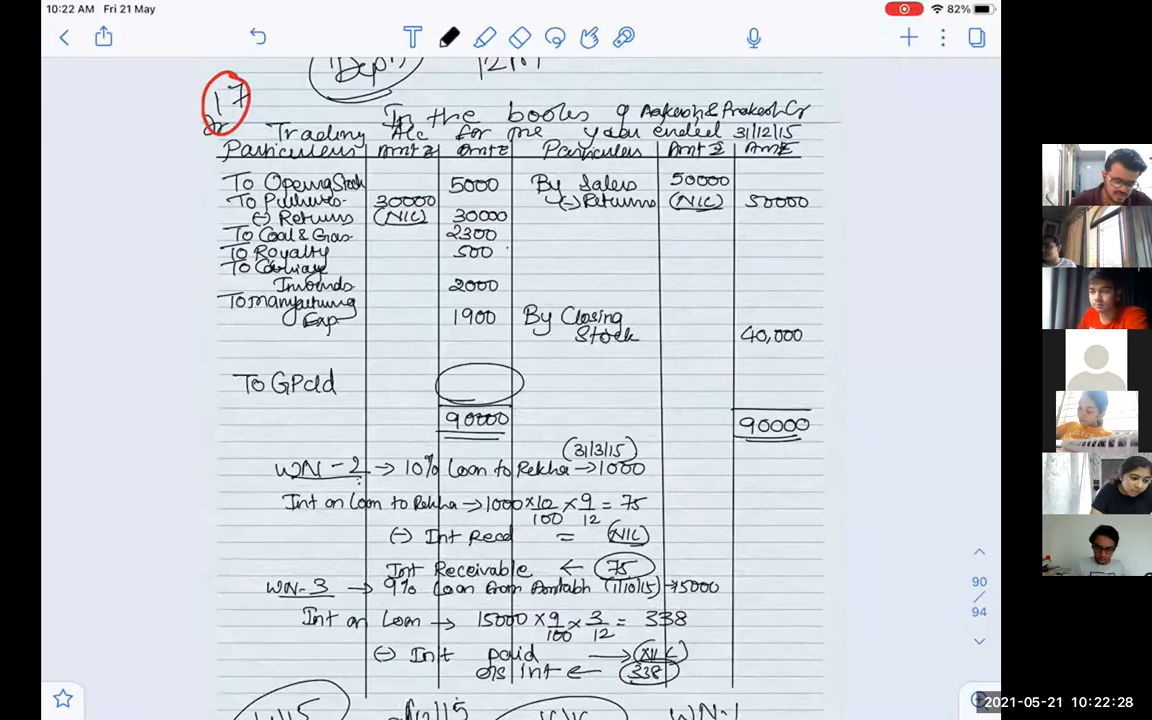 10:22 AM Fri 21 May
82%
Depn
17
In the books of Aakash & Prakash Co
Dr Trading A/c for the year ended 31/12/15
Particulars Amt ₹ Amt ₹ Particulars Amt ₹ Amt ₹
To Opening Stock 5000 By Sales 50000
To Purchases 30000 (-) Returns (NIL) 50000
(-) Returns (NIL) 30000
To Coal & Gas 2300
To Royalty 500
To Carriage
Inwards 2000
To Manufacturing
Exp 1900 By Closing
Stock 40,000
To GP c/d
90000 90000
(31/3/15)
WN-2 → 10% Loan to Rekha → 1000
Int on Loan to Rekha → 1000 × 10/100 × 9/12 = 75
(-) Int Recd = (NIL)
Int Receivable ← 75
WN-3 → 9% Loan from (1/10/15) → 15000
Int on Loan → 15000 × 9/100 × 3/12 = 338
(-) Int paid → (NIL)
o/s int ← 338
WN-1
90
/
94
2021-05-21 10:22:28